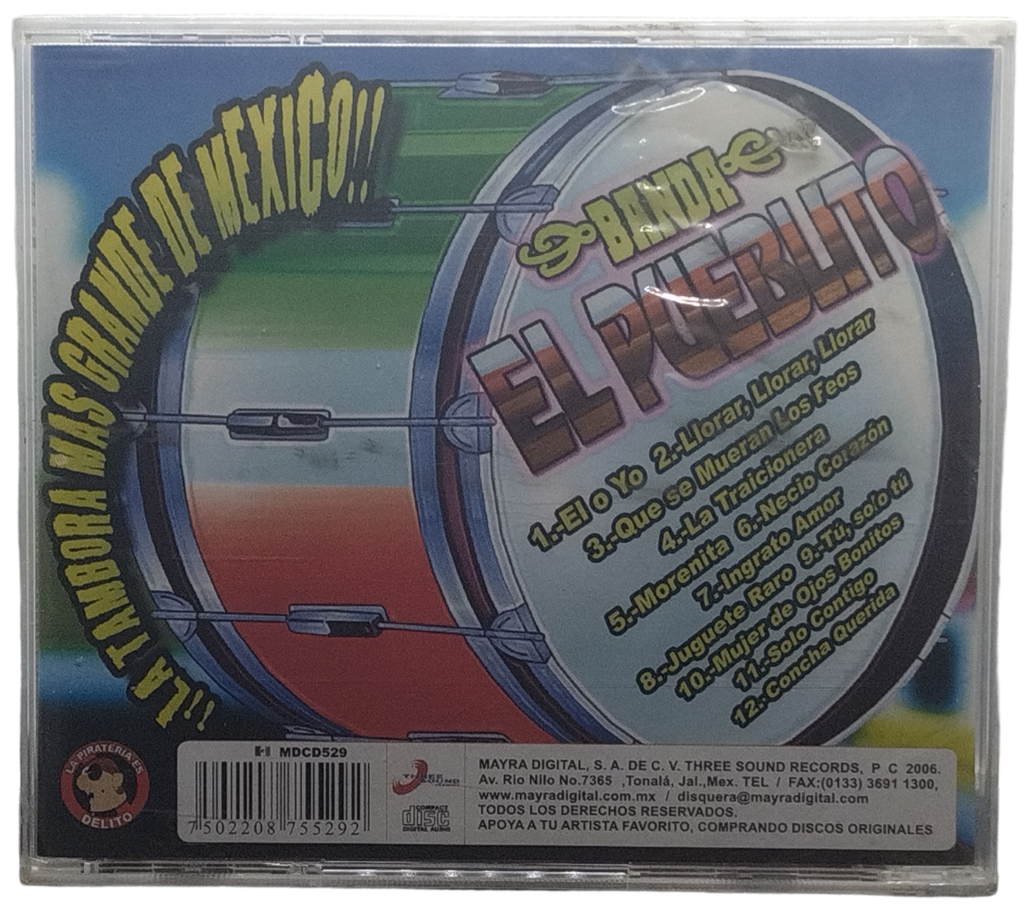 ¡¡LA TAMBORA MAS GRANDE DE MEXICO!!
BANDA
EL PUEBLITO
1.-El o Yo 2.-Llorar, Llorar, Llorar
3.-Que se Mueran Los Feos
4.-La Traicionera
5.-Morenita 6.-Necio Corazón
7.-Ingrato Amor
8.-Juguete Raro 9.-Tú, sólo tú
10.-Mujer de Ojos Bonitos
11.-Solo Contigo
12.-Concha Querida
LA PIRATERIA ES
DELITO
MDCD529
7 502208 755292
THREE SOUND
COMPACT
disc
DIGITAL AUDIO
MAYRA DIGITAL, S. A. DE C. V. THREE SOUND RECORDS, P C 2006.
Av. Río Nilo No.7365 ,Tonalá, Jal.,Mex. TEL / FAX:(0133) 3691 1300,
www.mayradigital.com.mx / disquera@mayradigital.com
TODOS LOS DERECHOS RESERVADOS.
APOYA A TU ARTISTA FAVORITO, COMPRANDO DISCOS ORIGINALES